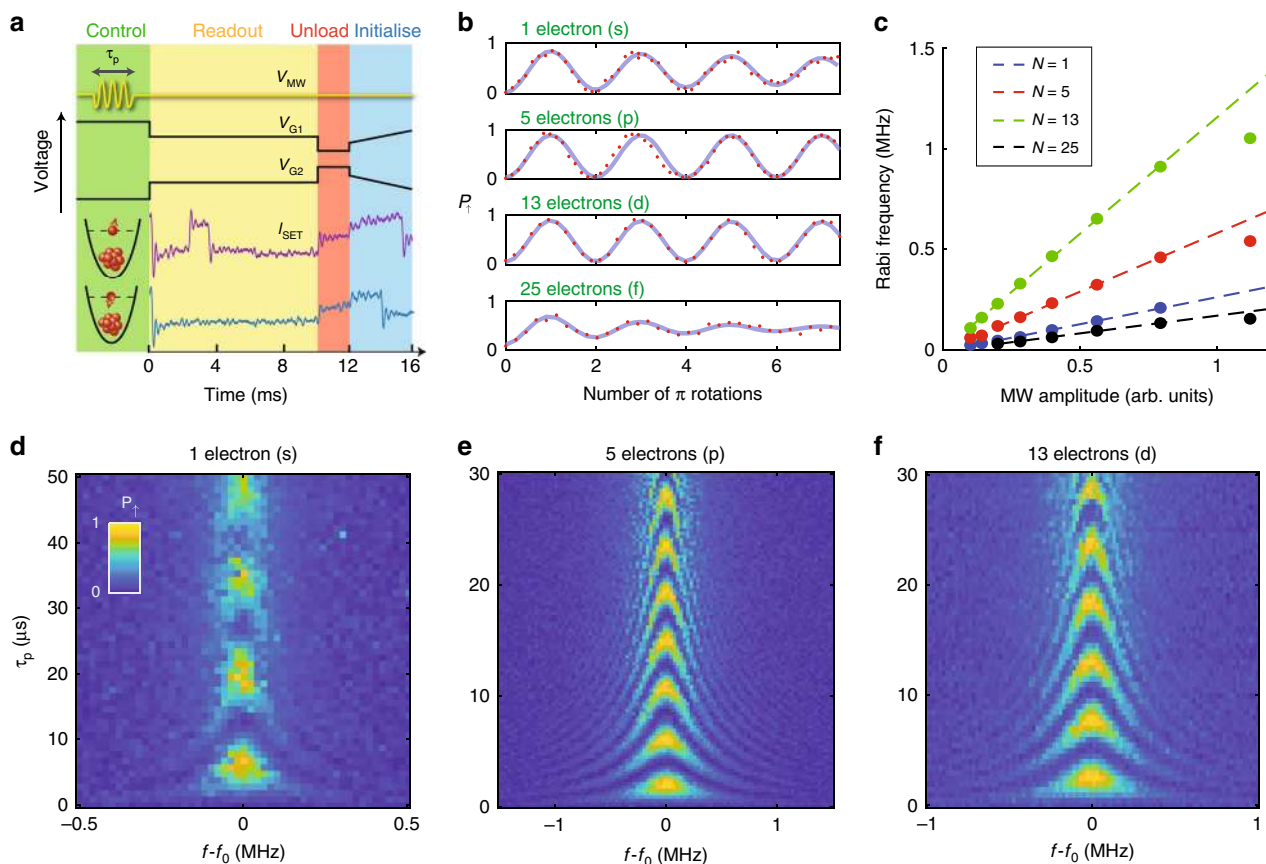 a
Control
Readout
Unload
Initialise
τp
VMW
VG1
VG2
ISET
Voltage
0
4
8
10
12
16
Time (ms)
b
1 electron (s)
1
0
5 electrons (p)
1
0
P↑
13 electrons (d)
1
0
25 electrons (f)
1
0
0
2
4
6
Number of π rotations
c
1.5
1
0.5
0
N = 1
N = 5
N = 13
N = 25
Rabi frequency (MHz)
0
0.5
1
MW amplitude (arb. units)
d
1 electron (s)
50
40
30
20
10
0
P↑
1
0
τp (μs)
−0.5
0
0.5
f-f0 (MHz)
e
5 electrons (p)
30
20
10
0
−1
0
1
f-f0 (MHz)
f
13 electrons (d)
30
20
10
0
−1
0
1
f-f0 (MHz)